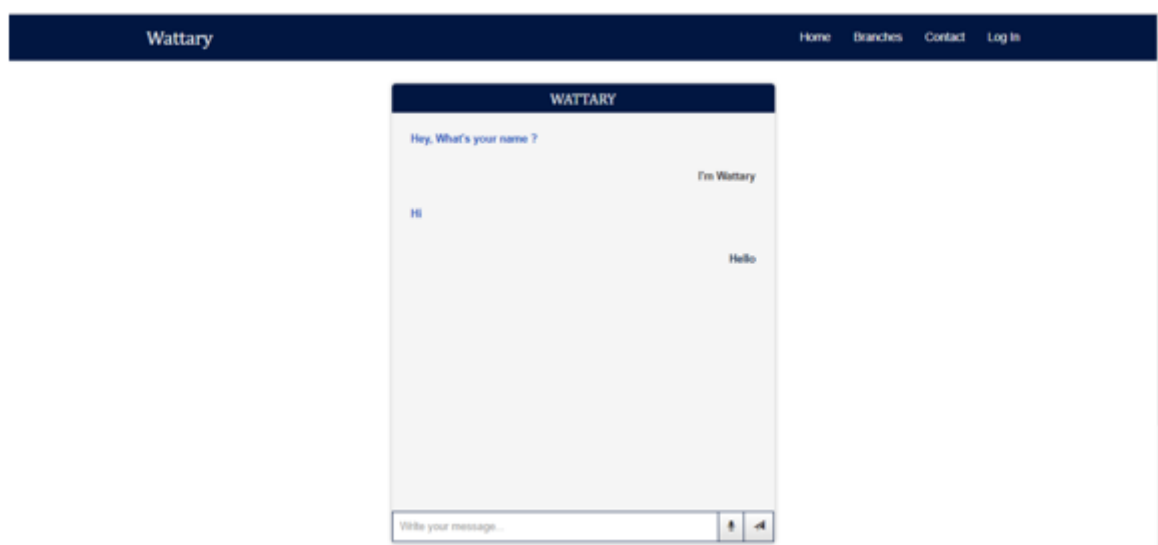 Wattary
Home Branches Contact Log In
WATTARY
Hey, What's your name ?
I'm Wattary
Hi
Hello
Write your message...